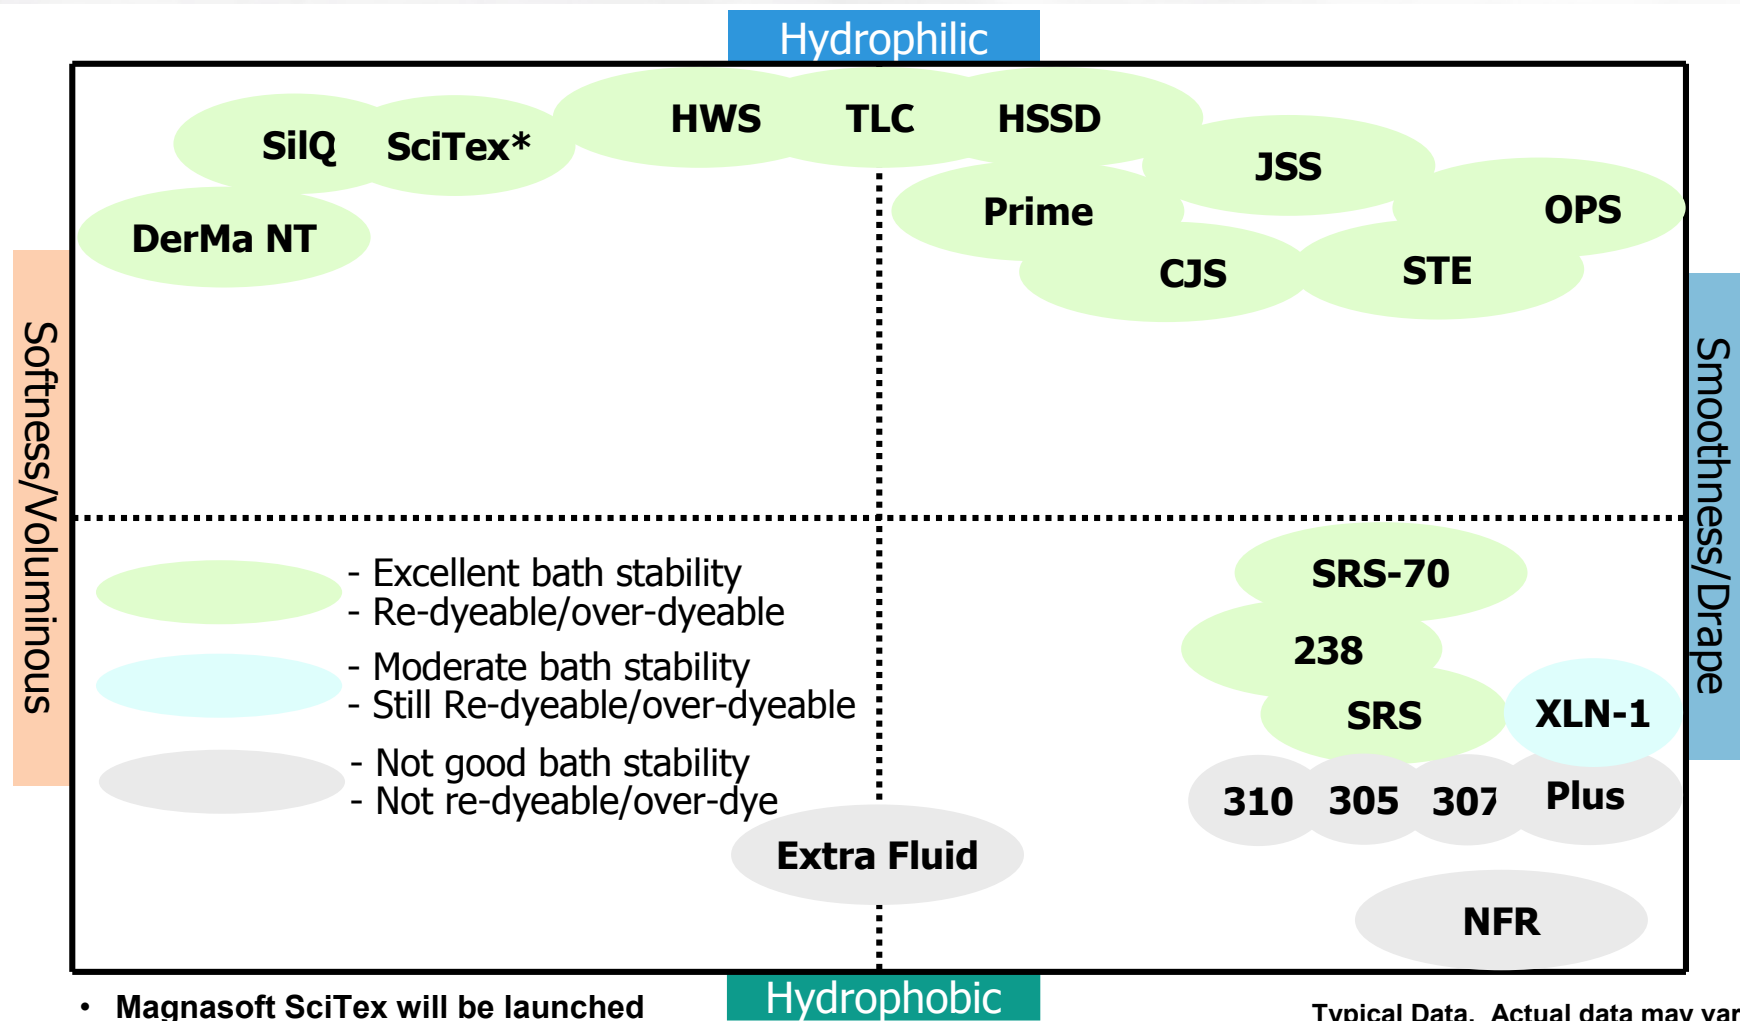 Hydrophilic
HWS TLC HSSD
SilQ SciTex*
JSS
Prime OPS
DerMa NT
CJS STE
Softness/Voluminous
Smoothness/Drape
- Excellent bath stability
- Re-dyeable/over-dyeable
- Moderate bath stability
- Still Re-dyeable/over-dyeable
- Not good bath stability
- Not re-dyeable/over-dye
SRS-70
238
SRS XLN-1
310 305 307 Plus
Extra Fluid
NFR
Hydrophobic
• Magnasoft SciTex will be launched
Typical Data. Actual data may var